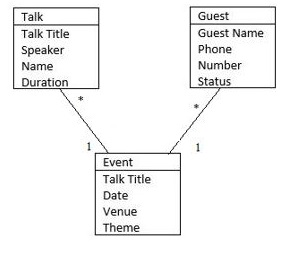 Talk
Talk Title
Speaker
Name
Duration
Guest
Guest Name
Phone
Number
Status
*
*
1
1
Event
Talk Title
Date
Venue
Theme